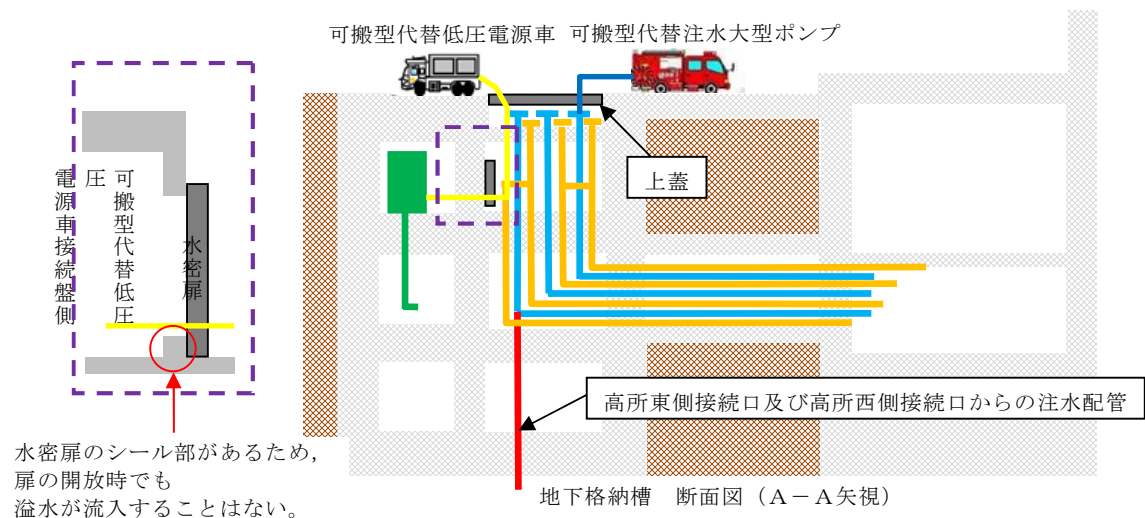 可搬型代替低圧電源車 可搬型代替注水大型ポンプ
上蓋
可搬型代替低圧
電源車接続盤側
水密扉
高所東側接続口及び高所西側接続口からの注水配管
水密扉のシール部があるため，
扉の開放時でも
溢水が流入することはない。
地下格納槽　断面図（Ａ－Ａ矢視）